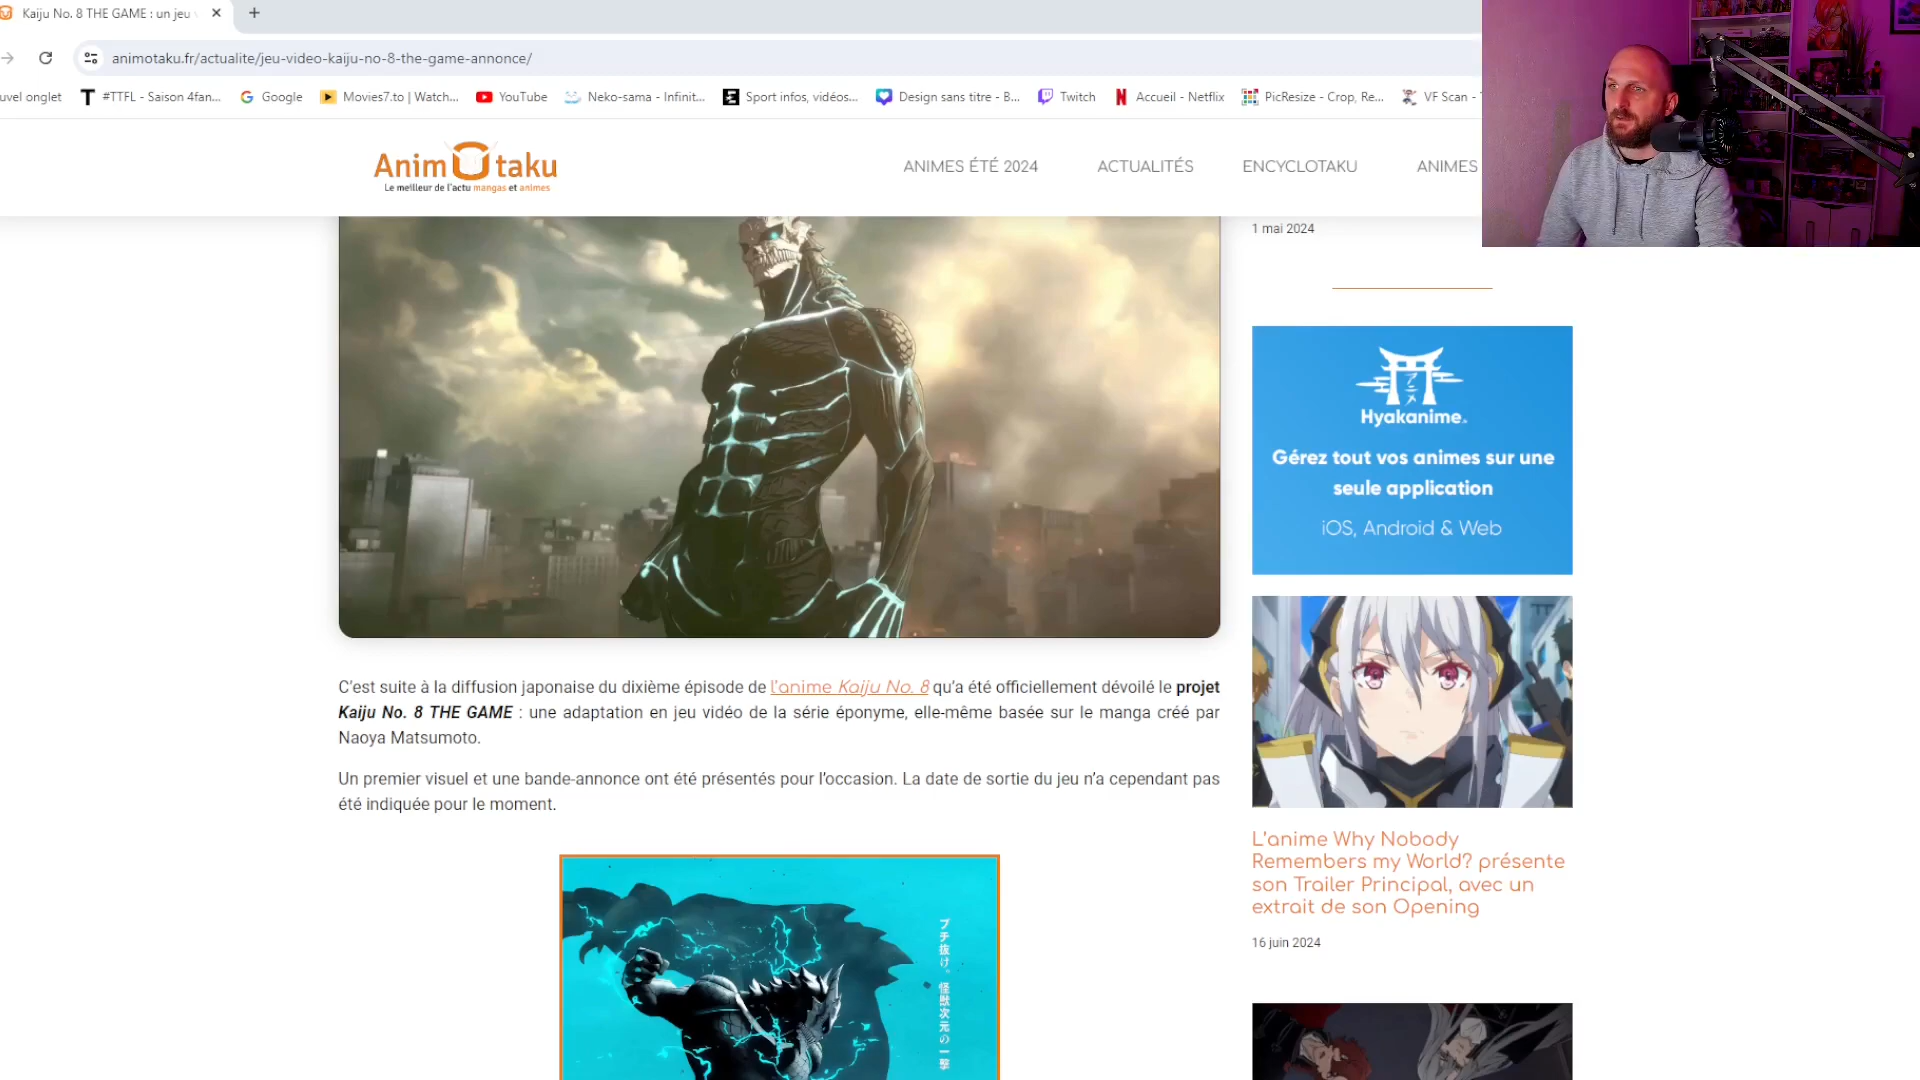 Kaiju No. 8 THE GAME : un jeu
animotaku.fr/actualite/jeu-video-kaiju-no-8-the-game-annonce/
uvel onglet
#TTFL - Saison 4fan...
Google
Movies7.to | Watch...
YouTube
Neko-sama - Infinit...
Sport infos, vidéos...
Design sans titre - B...
Twitch
Accueil - Netflix
PicResize - Crop, Re...
VF Scan -
AnimOtaku
Le meilleur de l'actu mangas et animes
ANIMES ÉTÉ 2024
ACTUALITÉS
ENCYCLOTAKU
ANIMES
1 mai 2024
Hyakanime.
Gérez tout vos animes sur une
seule application
iOS, Android & Web
C'est suite à la diffusion japonaise du dixième épisode de l'anime Kaiju No. 8 qu'a été officiellement dévoilé le projet
Kaiju No. 8 THE GAME : une adaptation en jeu vidéo de la série éponyme, elle-même basée sur le manga créé par
Naoya Matsumoto.
Un premier visuel et une bande-annonce ont été présentés pour l'occasion. La date de sortie du jeu n'a cependant pas
été indiquée pour le moment.
ブチ抜け。怪獣次元の一撃
L'anime Why Nobody
Remembers my World? présente
son Trailer Principal, avec un
extrait de son Opening
16 juin 2024